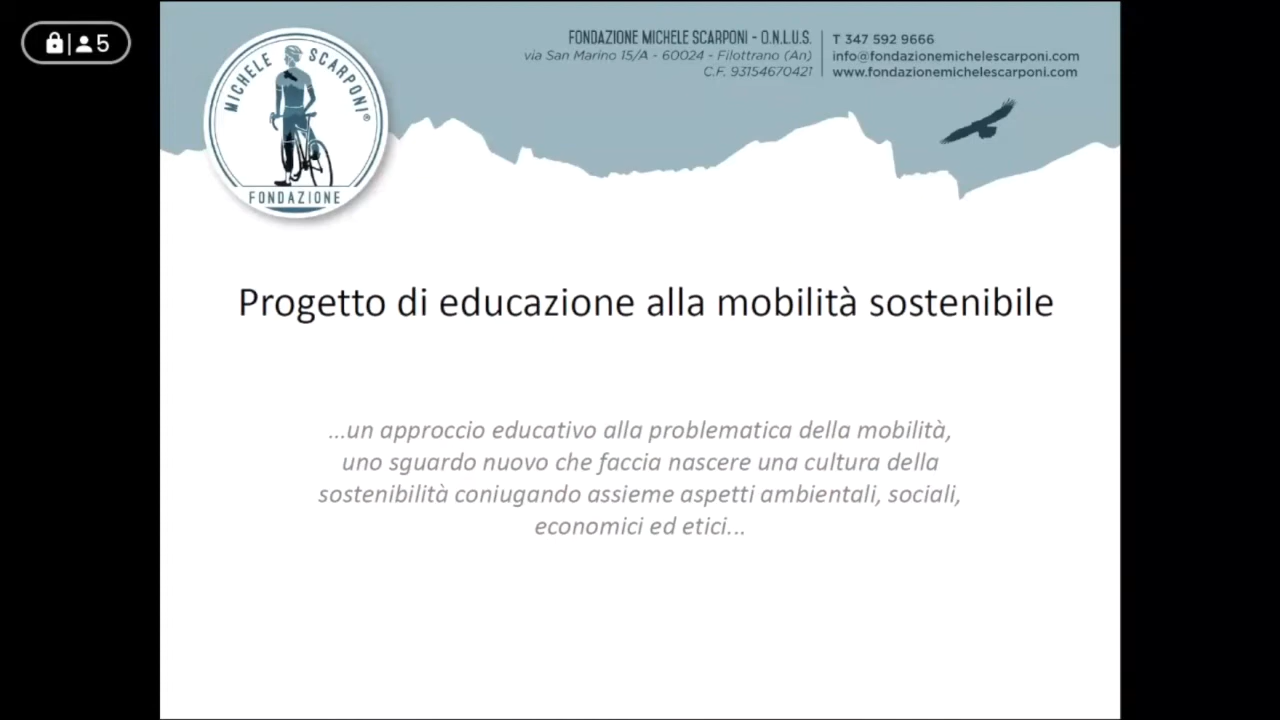 5
MICHELE SCARPONI®
FONDAZIONE
FONDAZIONE MICHELE SCARPONI - O.N.L.U.S.
via San Marino 15/A - 60024 - Filottrano (An)
C.F. 93154670421
T 347 592 9666
info@fondazionemichelescarponi.com
www.fondazionemichelescarponi.com
Progetto di educazione alla mobilità sostenibile
...un approccio educativo alla problematica della mobilità,
uno sguardo nuovo che faccia nascere una cultura della
sostenibilità coniugando assieme aspetti ambientali, sociali,
economici ed etici...